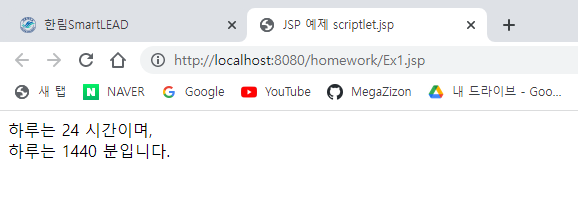 한림SmartLEAD
JSP 예제 scriptlet.jsp
http://localhost:8080/homework/Ex1.jsp
새 탭
NAVER
Google
YouTube
MegaZizon
내 드라이브 - Goo...
하루는 24 시간이며,
하루는 1440 분입니다.